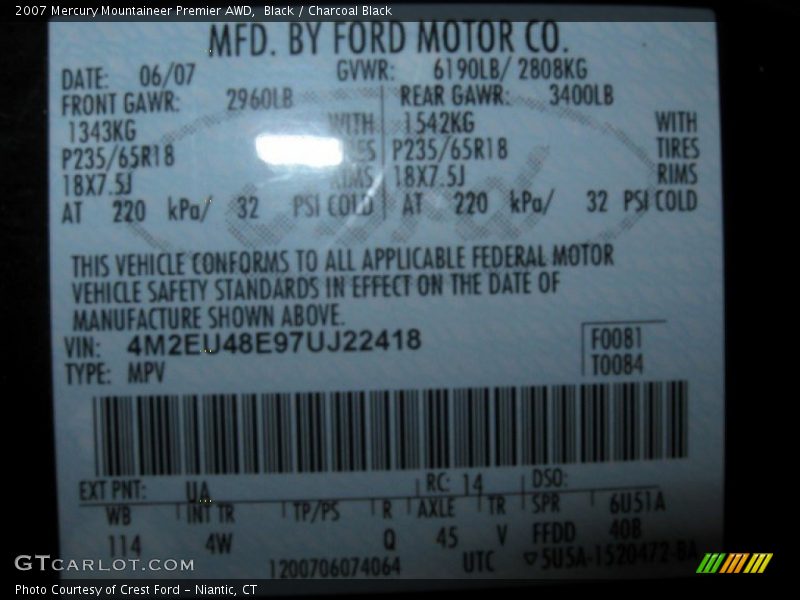 2007 Mercury Mountaineer Premier AWD, Black / Charcoal Black
MFD. BY FORD MOTOR CO.
DATE: 06/07 GVWR: 6190LB/ 2808KG
FRONT GAWR: 2960LB REAR GAWR: 3400LB
1343KG WITH 1542KG WITH
P235/65R18 P235/65R18 TIRES
18X7.5J RIMS 18X7.5J RIMS
AT 220 kPa/ 32 PSI COLD AT 220 kPa/ 32 PSI COLD
THIS VEHICLE CONFORMS TO ALL APPLICABLE FEDERAL MOTOR
VEHICLE SAFETY STANDARDS IN EFFECT ON THE DATE OF
MANUFACTURE SHOWN ABOVE.
VIN: 4M2EU48E97UJ22418 F0081
TYPE: MPV T0084
EXT PNT: UA RC: 14 DSO:
WB INT TR TP/PS R AXLE TR SPR 6U51A
114 4W Q 45 V FFDD 40B
1200706074064 UTC ▽5U5A-1520472-BA
GTCARLOT.COM
Photo Courtesy of Crest Ford – Niantic, CT